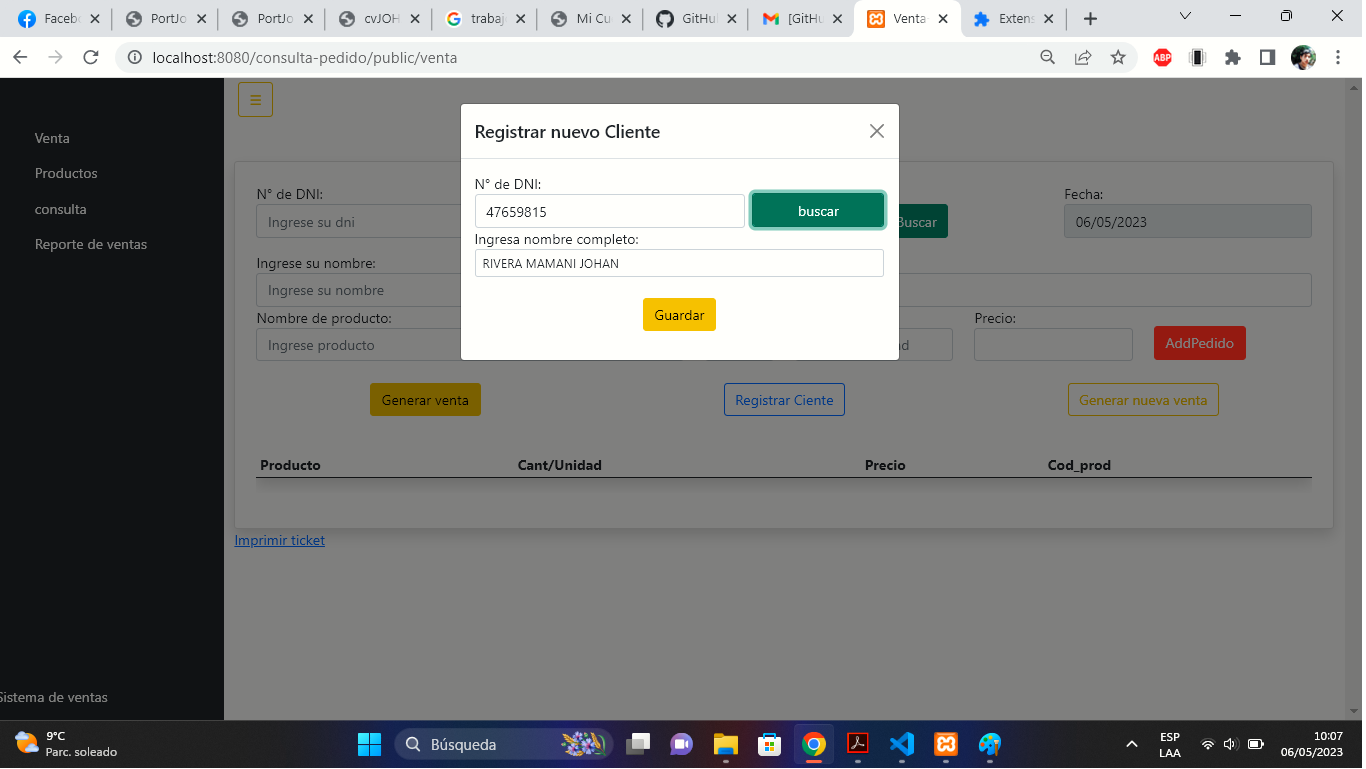 Facebo
PortJo
PortJo
cvJOH
trabaj
Mi Cu
GitHu
[GitHu
Venta
Extens
localhost:8080/consulta-pedido/public/venta
ABP
Venta
Productos
consulta
Reporte de ventas
Sistema de ventas
Registrar nuevo Cliente
N° de DNI:
47659815
buscar
Ingresa nombre completo:
RIVERA MAMANI JOHAN
Guardar
N° de DNI:
Ingrese su dni
Buscar
Fecha:
06/05/2023
Ingrese su nombre:
Ingrese su nombre
Nombre de producto:
Ingrese producto
ad
Precio:
AddPedido
Generar venta
Registrar Ciente
Generar nueva venta
Producto Cant/Unidad Precio Cod_prod
Imprimir ticket
9°C
Parc. soleado
Búsqueda
ESP
LAA
10:07
06/05/2023